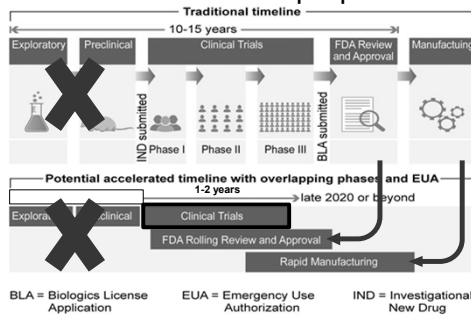 Traditional timeline
10-15 years
Exploratory Preclinical Clinical Trials FDA Review and Approval Manufacturing
IND submitted
BLA submitted
Phase I Phase II Phase III
Potential accelerated timeline with overlapping phases and EUA
1-2 years
late 2020 or beyond
Clinical Trials
FDA Rolling Review and Approval
Rapid Manufacturing
BLA = Biologics License Application
EUA = Emergency Use Authorization
IND = Investigational New Drug